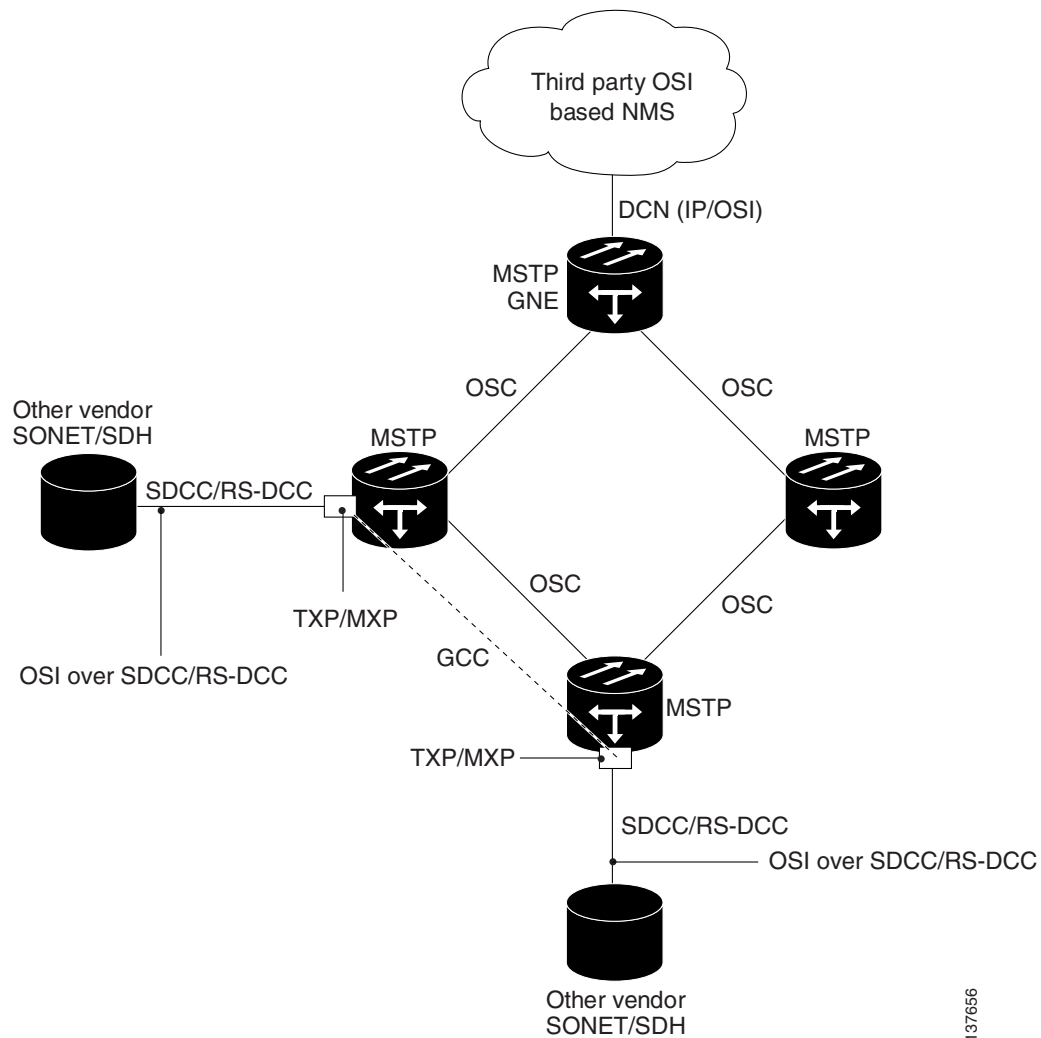 Third party OSI
based NMS
DCN (IP/OSI)
MSTP
GNE
OSC
OSC
Other vendor
SONET/SDH
MSTP
MSTP
SDCC/RS-DCC
OSC
OSC
TXP/MXP
GCC
OSI over SDCC/RS-DCC
MSTP
TXP/MXP
SDCC/RS-DCC
OSI over SDCC/RS-DCC
Other vendor
SONET/SDH
137656